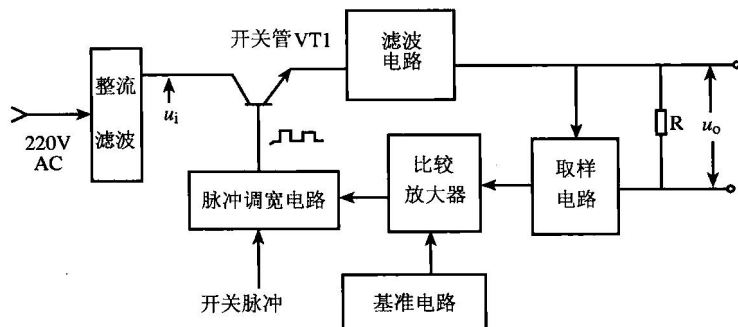 开关管VT1
滤波
电路
整流
滤波
220V
AC
ui
R
uo
脉冲调宽电路
比较
放大器
取样
电路
开关脉冲
基准电路